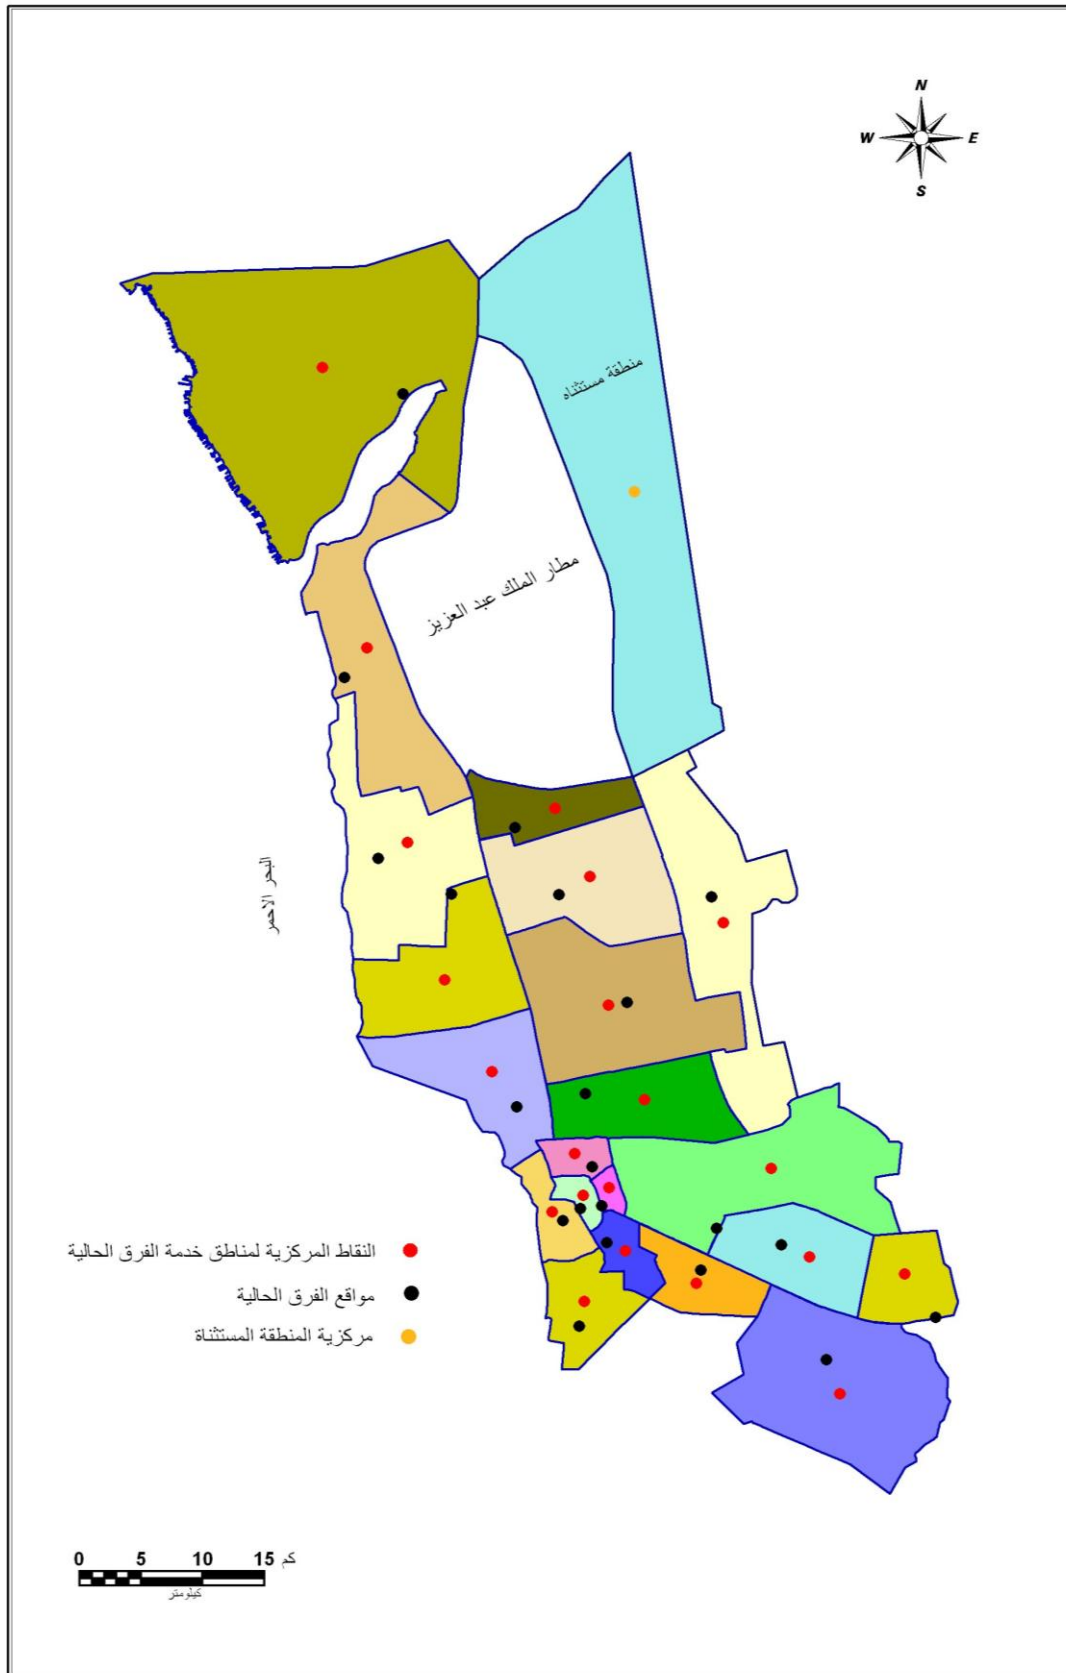 N
W E
S
منطقة مستثناه
مطار الملك عبد العزيز
البحر الاحمر
النقاط المركزية لمناطق خدمة الفرق الحالية
مواقع الفرق الحالية
مركزية المنطقة المستثناة
0 5 10 15 كم
كيلومتر